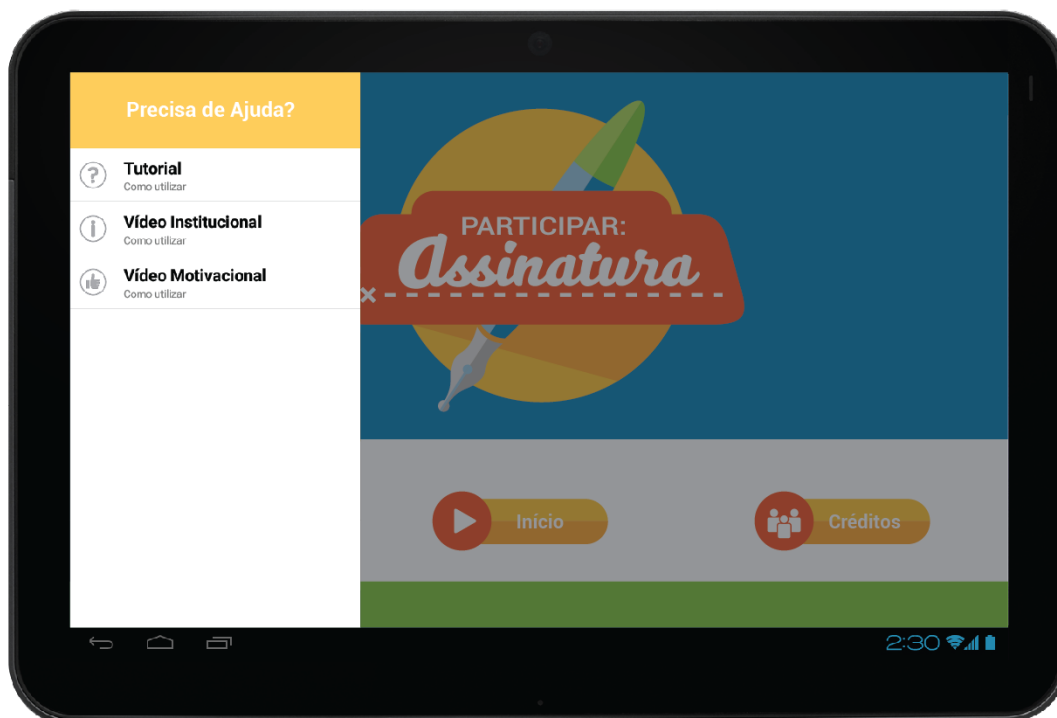 Precisa de Ajuda?
Tutorial
Como utilizar
Vídeo Institucional
Como utilizar
Vídeo Motivacional
Como utilizar
PARTICIPAR:
Assinatura
Início
Créditos
2:30